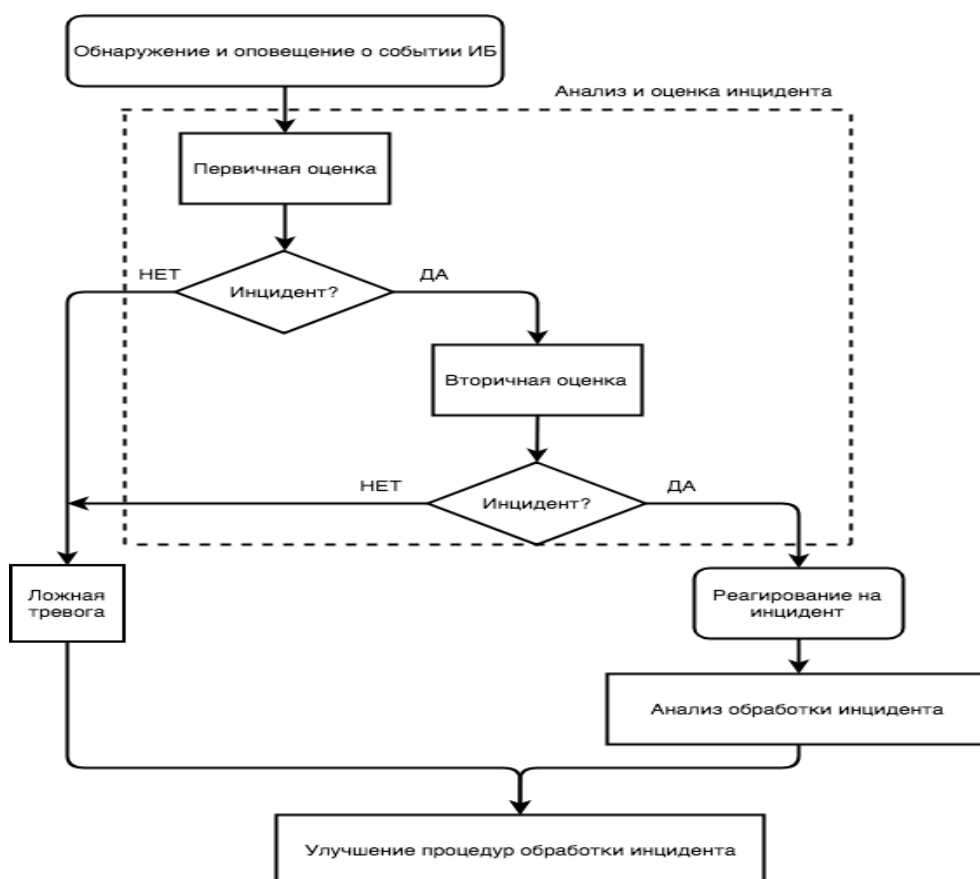 Обнаружение и оповещение о событии ИБ
Анализ и оценка инцидента
Первичная оценка
НЕТ
Инцидент?
ДА
Вторичная оценка
НЕТ
Инцидент?
ДА
Ложная
тревога
Реагирование на
инцидент
Анализ обработки инцидента
Улучшение процедур обработки инцидента